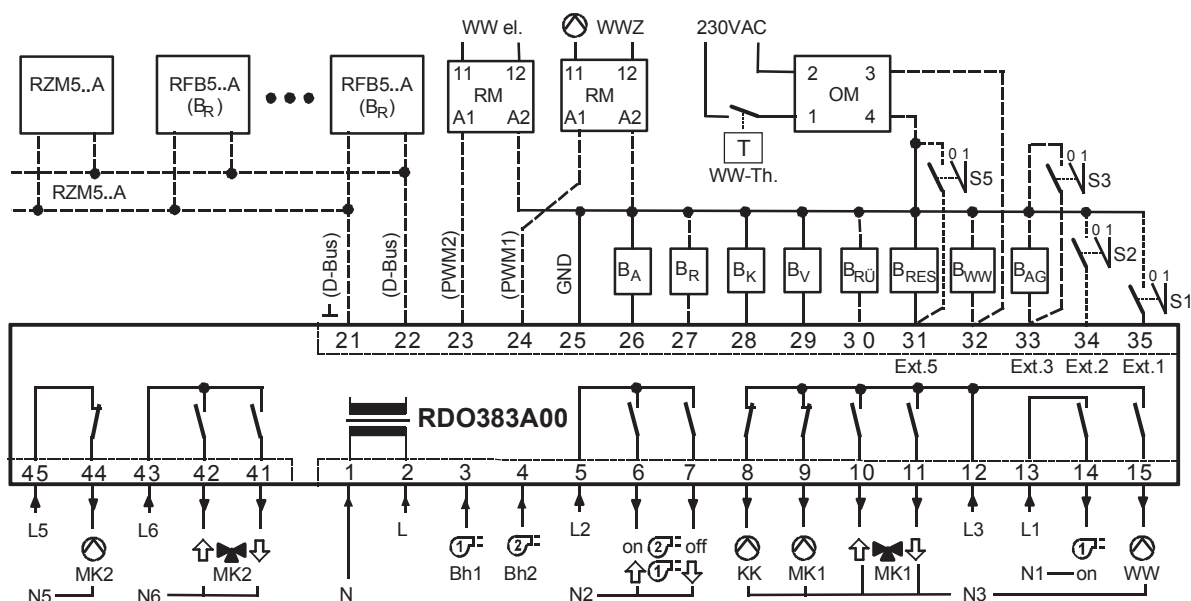 WW el. WWZ 230VAC
RZM5..A RFB5..A (BR) RFB5..A (BR)
11 12 RM A1 A2
11 12 RM A1 A2
2 3 OM 1 4
T
WW-Th.
RZM5..A
0 1 S5
0 1 S3
0 1 S2
0 1 S1
(D-Bus) (D-Bus) (PWM2) (PWM1) GND
BA BR BK BV BRÜ BRES BWW BAG
21 22 23 24 25 26 27 28 29 30 31 32 33 34 35
Ext.5 Ext.3 Ext.2 Ext.1
RDO383A00
45 44 43 42 41 1 2 3 4 5 6 7 8 9 10 11 12 13 14 15
L5 L6 L L2 L3 L1
1 2 on 2 off 1
MK2 MK2 Bh1 Bh2 1 KK MK1 MK1 on WW
N5 N6 N N2 N3 N1